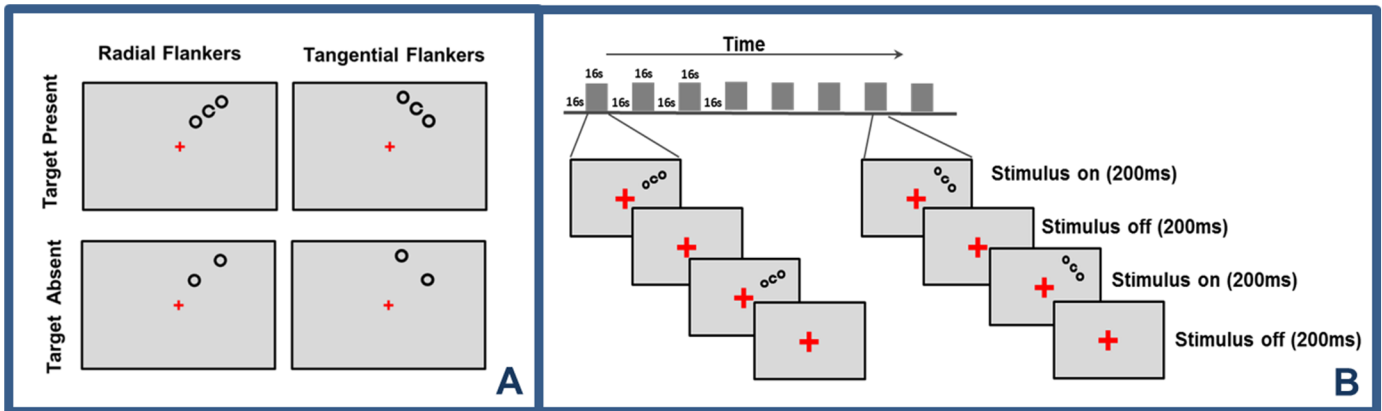 Radial Flankers
Tangential Flankers
Target Present
Target Absent
A
Time
16s 16s 16s
16s 16s 16s 16s
Stimulus on (200ms)
Stimulus off (200ms)
Stimulus on (200ms)
Stimulus off (200ms)
B